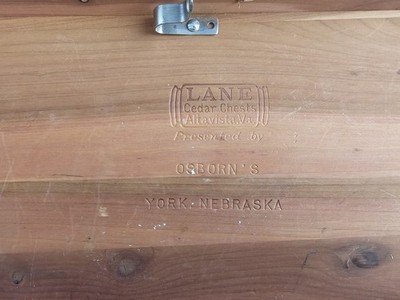 LANE
Cedar Chests
Altavista, Va.
Presented by
OSBORN'S
YORK · NEBRASKA